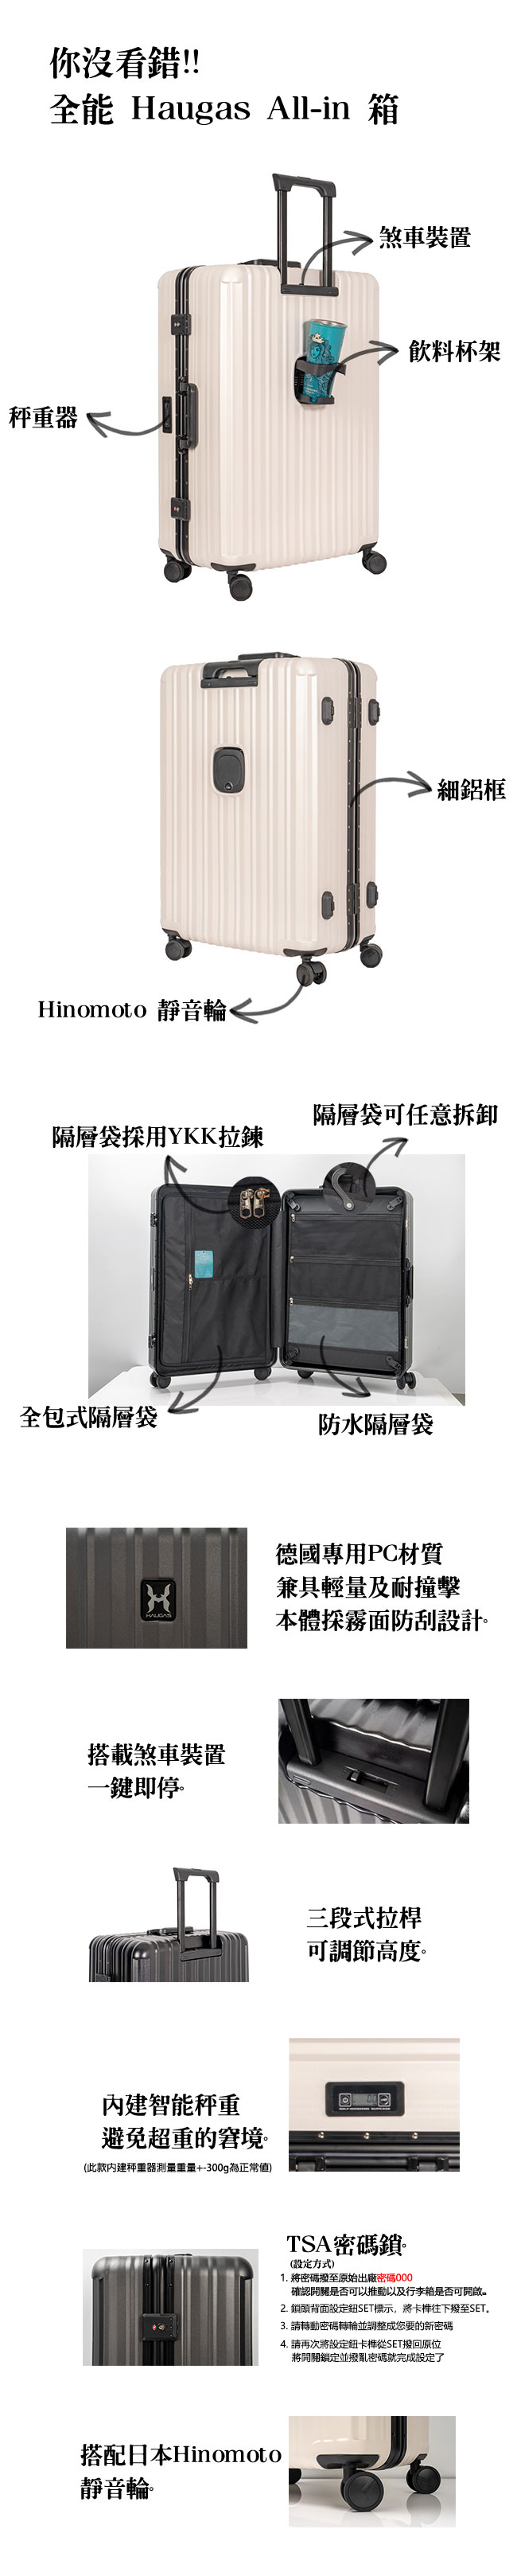 你沒看錯!!
全能 Haugas All-in 箱
煞車裝置
飲料杯架
秤重器
細鋁框
Hinomoto 靜音輪
隔層袋可任意拆卸
隔層袋採用YKK拉鍊
全包式隔層袋
防水隔層袋
HAUGAS
德國專用PC材質
兼具輕量及耐撞擊
本體採霧面防刮設計。
搭載煞車裝置
一鍵即停。
三段式拉桿
可調節高度。
內建智能秤重
避免超重的窘境。
(此款內建秤重器測量重量+-300g為正常值)
TSA密碼鎖。
(設定方式)
1. 將密碼撥至原始出廠密碼000
確認開關是否可以推動以及行李箱是否可開啟。
2. 鎖頭背面設定鈕SET標示，將卡榫往下撥至SET。
3. 請轉動密碼轉輪並調整成您要的新密碼
4. 請再次將設定鈕卡榫從SET撥回原位
將開關鎖定並撥亂密碼就完成設定了
搭配日本Hinomoto
靜音輪。